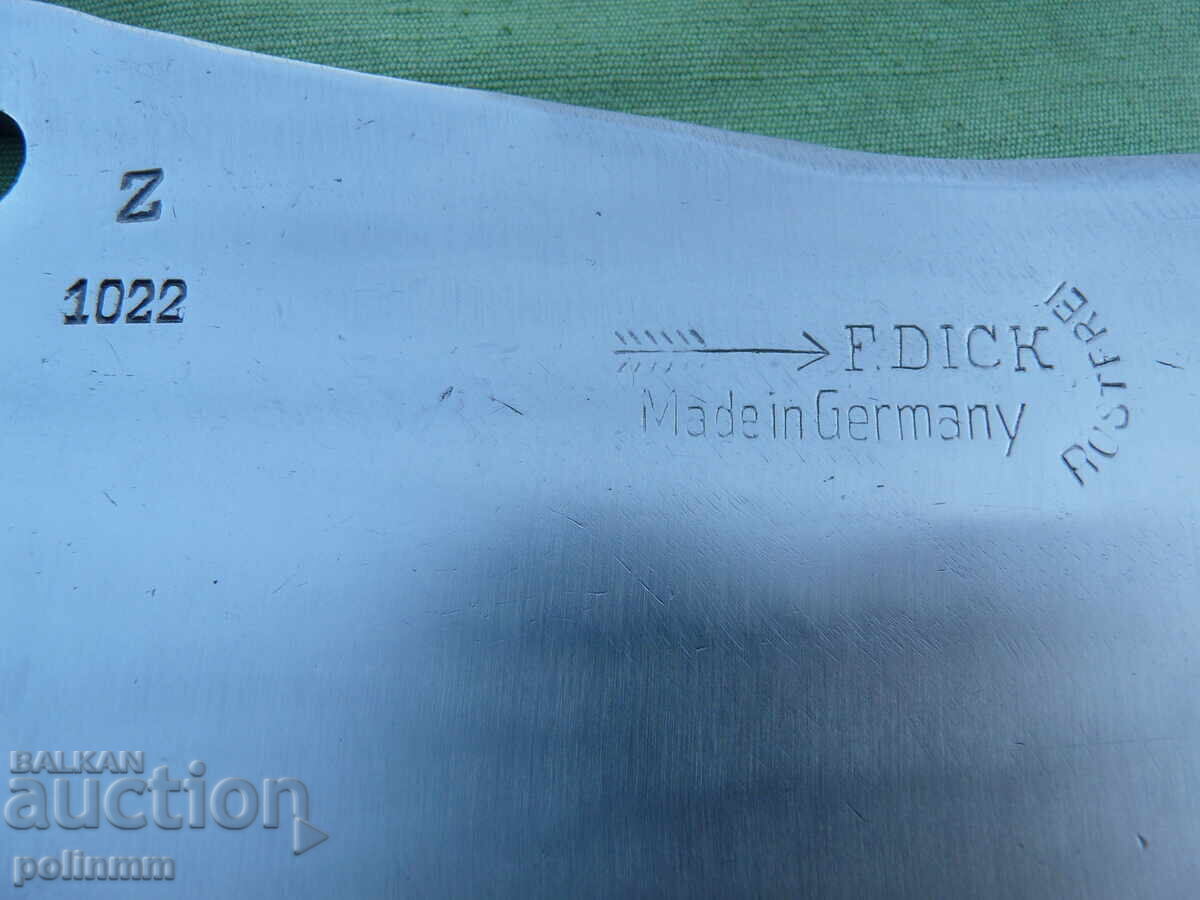 Z
1022
F.DICK
Made in Germany
ROSTFREI
BALKAN
auction
polinmm